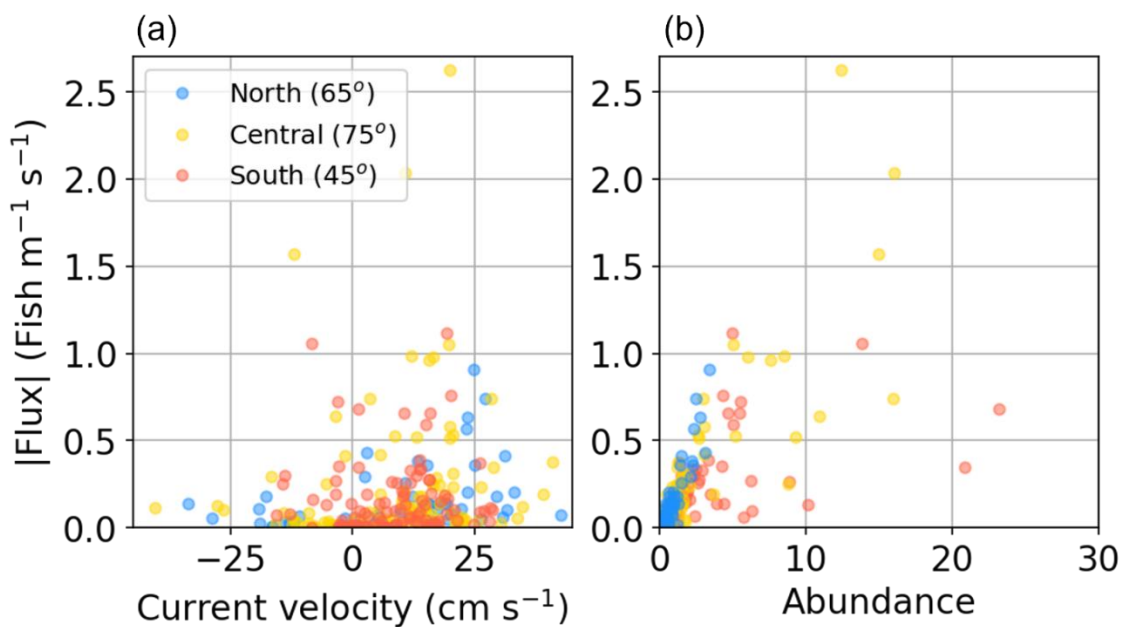 (a)
(b)
|Flux| (Fish m⁻¹ s⁻¹)
2.5
2.0
1.5
1.0
0.5
0.0
North (65°)
Central (75°)
South (45°)
−25 0 25
Current velocity (cm s⁻¹)
2.5
2.0
1.5
1.0
0.5
0.0
0 10 20 30
Abundance